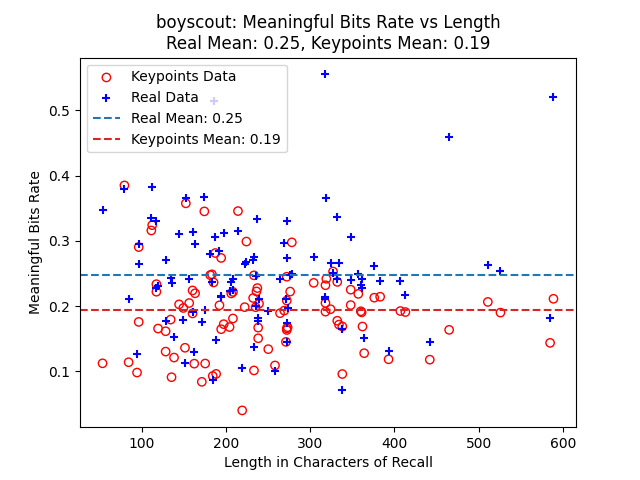 boyscout: Meaningful Bits Rate vs Length
Real Mean: 0.25, Keypoints Mean: 0.19
Keypoints Data
Real Data
Real Mean: 0.25
Keypoints Mean: 0.19
Meaningful Bits Rate
0.5
0.4
0.3
0.2
0.1
100 200 300 400 500 600
Length in Characters of Recall